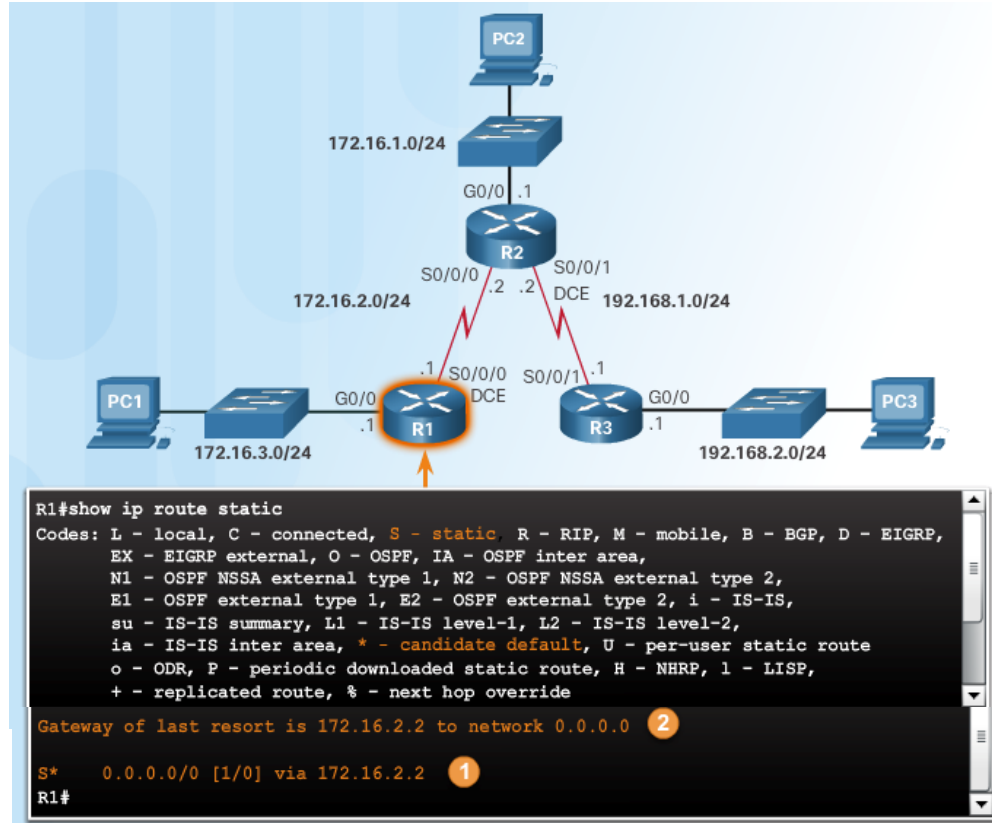 PC2
172.16.1.0/24
G0/0 .1
R2
S0/0/0 .2 .2 S0/0/1
DCE
172.16.2.0/24
192.168.1.0/24
.1 S0/0/0
DCE
S0/0/1 .1
PC1
G0/0
.1
R1
R3
G0/0
.1
PC3
172.16.3.0/24
192.168.2.0/24
R1#show ip route static
Codes: L - local, C - connected, S - static, R - RIP, M - mobile, B - BGP, D - EIGRP,
EX - EIGRP external, O - OSPF, IA - OSPF inter area,
N1 - OSPF NSSA external type 1, N2 - OSPF NSSA external type 2,
E1 - OSPF external type 1, E2 - OSPF external type 2, i - IS-IS,
su - IS-IS summary, L1 - IS-IS level-1, L2 - IS-IS level-2,
ia - IS-IS inter area, * - candidate default, U - per-user static route
o - ODR, P - periodic downloaded static route, H - NHRP, l - LISP,
+ - replicated route, % - next hop override
Gateway of last resort is 172.16.2.2 to network 0.0.0.0 2
S* 0.0.0.0/0 [1/0] via 172.16.2.2 1
R1#